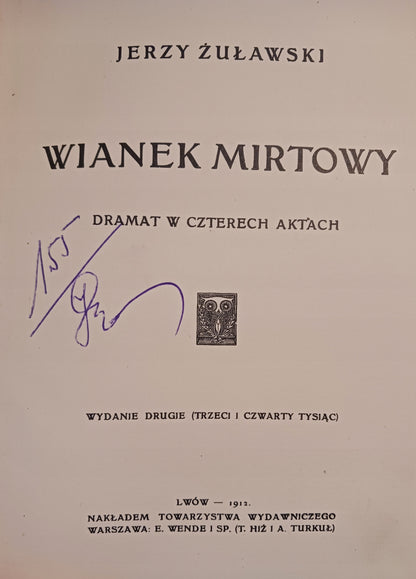 JERZY ŻUŁAWSKI
WIANEK MIRTOWY
DRAMAT W CZTERECH AKTACH
155
WYDANIE DRUGIE (TRZECI I CZWARTY TYSIĄC)
LWÓW — 1912.
NAKŁADEM TOWARZYSTWA WYDAWNICZEGO
WARSZAWA: E. WENDE I SP. (T. HIŻ I A. TURKUŁ)